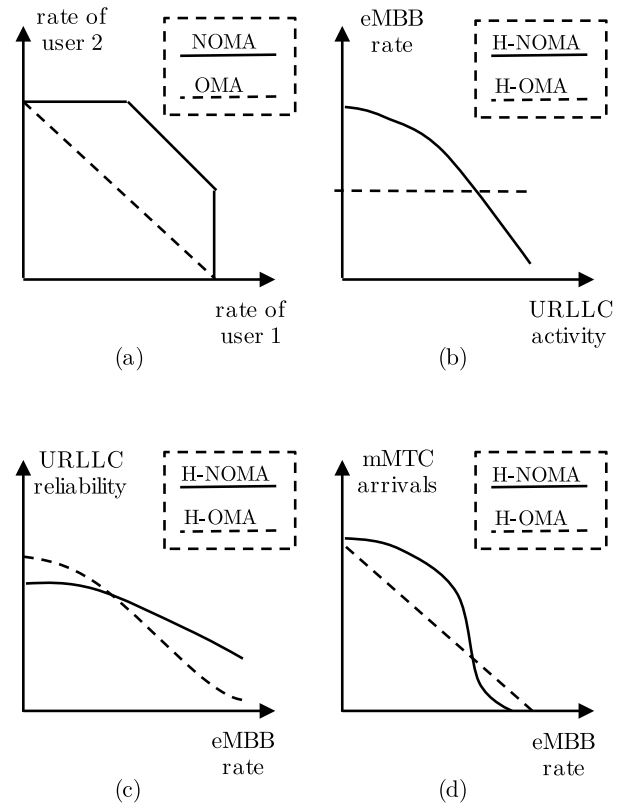 rate of
user 2
NOMA
OMA
rate of
user 1
(a)
eMBB
rate
H-NOMA
H-OMA
URLLC
activity
(b)
URLLC
reliability
H-NOMA
H-OMA
eMBB
rate
(c)
mMTC
arrivals
H-NOMA
H-OMA
eMBB
rate
(d)